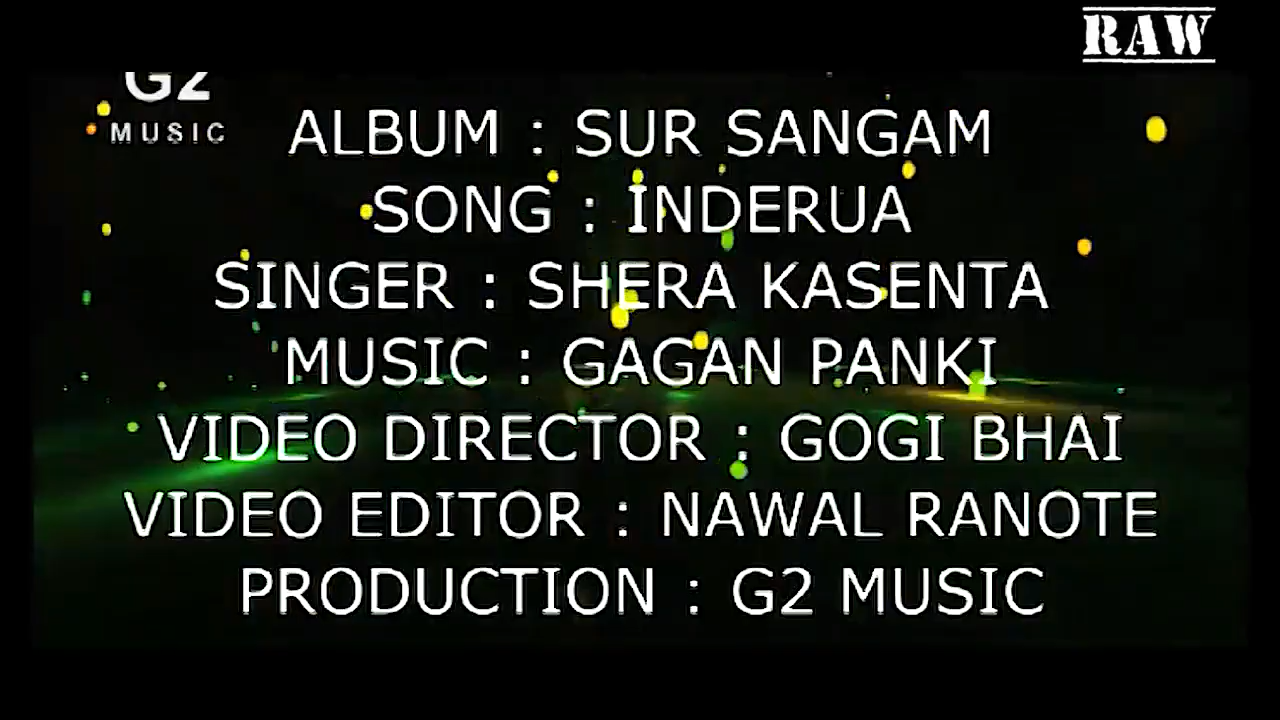 RAW
G2
MUSIC
ALBUM : SUR SANGAM
SONG : INDERUA
SINGER : SHERA KASENTA
MUSIC : GAGAN PANKI
VIDEO DIRECTOR : GOGI BHAI
VIDEO EDITOR : NAWAL RANOTE
PRODUCTION : G2 MUSIC